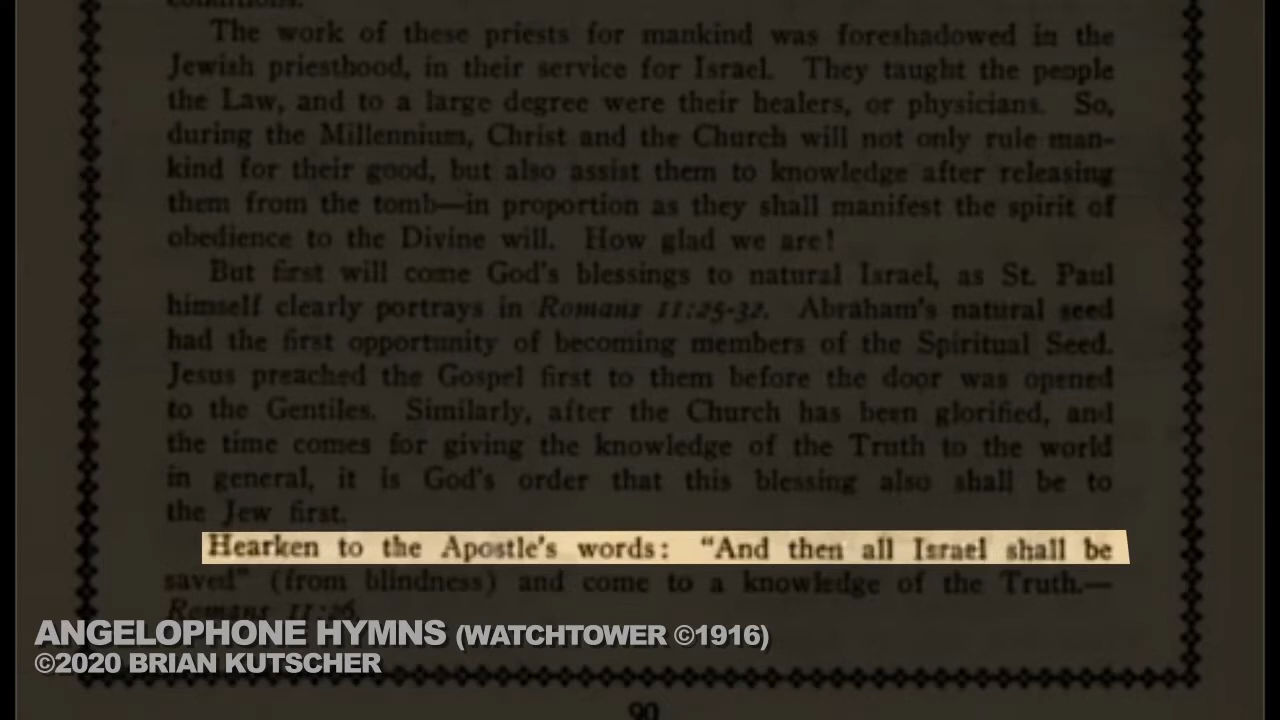 conditions.
The work of these priests for mankind was foreshadowed in the
Jewish priesthood, in their service for Israel. They taught the people
the Law, and to a large degree were their healers, or physicians. So,
during the Millennium, Christ and the Church will not only rule man-
kind for their good, but also assist them to knowledge after releasing
them from the tomb—in proportion as they shall manifest the spirit of
obedience to the Divine will. How glad we are!
But first will come God's blessings to natural Israel, as St. Paul
himself clearly portrays in Romans 11:25-32. Abraham's natural seed
had the first opportunity of becoming members of the Spiritual Seed.
Jesus preached the Gospel first to them before the door was opened
to the Gentiles. Similarly, after the Church has been glorified, and
the time comes for giving the knowledge of the Truth to the world
in general, it is God's order that this blessing also shall be to
the Jew first.
Hearken to the Apostle's words: "And then all Israel shall be
saved" (from blindness) and come to a knowledge of the Truth.—
Romans 11:26.
ANGELOPHONE HYMNS (WATCHTOWER ©1916)
©2020 BRIAN KUTSCHER
90